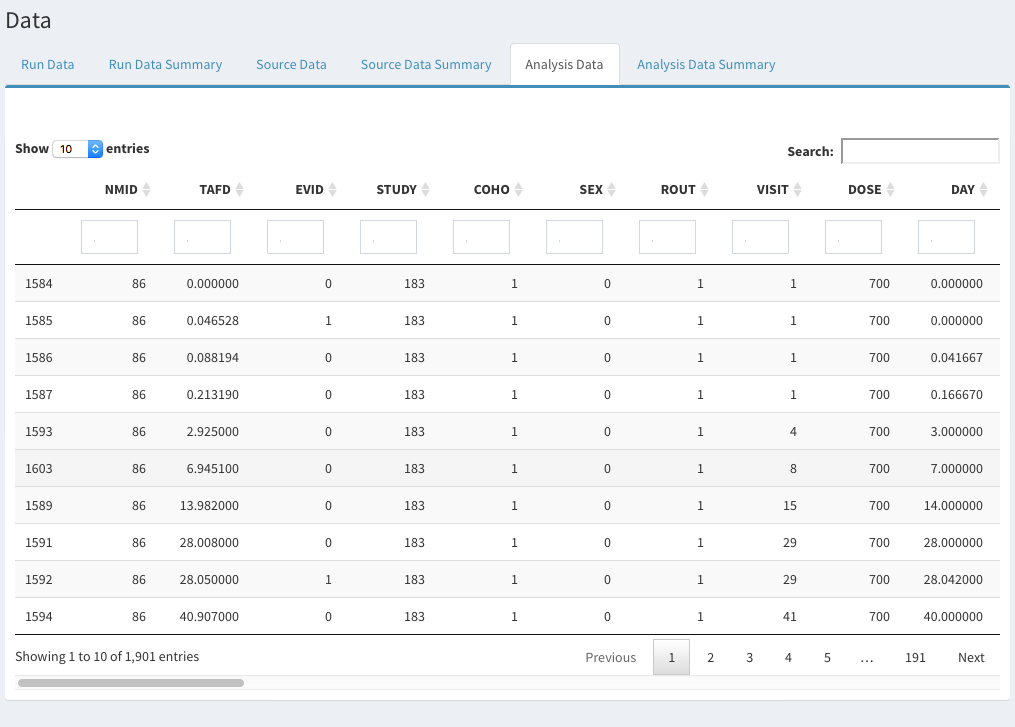 Data
Run Data Run Data Summary Source Data Source Data Summary Analysis Data Analysis Data Summary
Show 10 entries Search:
NMID TAFD EVID STUDY COHO SEX ROUT VISIT DOSE DAY
1584 86 0.000000 0 183 1 0 1 1 700 0.000000
1585 86 0.046528 1 183 1 0 1 1 700 0.000000
1586 86 0.088194 0 183 1 0 1 1 700 0.041667
1587 86 0.213190 0 183 1 0 1 1 700 0.166670
1593 86 2.925000 0 183 1 0 1 4 700 3.000000
1603 86 6.945100 0 183 1 0 1 8 700 7.000000
1589 86 13.982000 0 183 1 0 1 15 700 14.000000
1591 86 28.008000 0 183 1 0 1 29 700 28.000000
1592 86 28.050000 1 183 1 0 1 29 700 28.042000
1594 86 40.907000 0 183 1 0 1 41 700 40.000000
Showing 1 to 10 of 1,901 entries Previous 1 2 3 4 5 … 191 Next